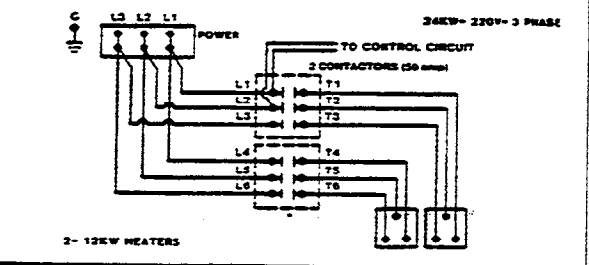 G L3 L2 L1
24KW- 220V- 3 PHASE
POWER
TO CONTROL CIRCUIT
2 CONTACTORS (50 amp)
L1 T1
L2 T2
L3 T3
L4 T4
L5 T5
L6 T6
2- 12KW HEATERS